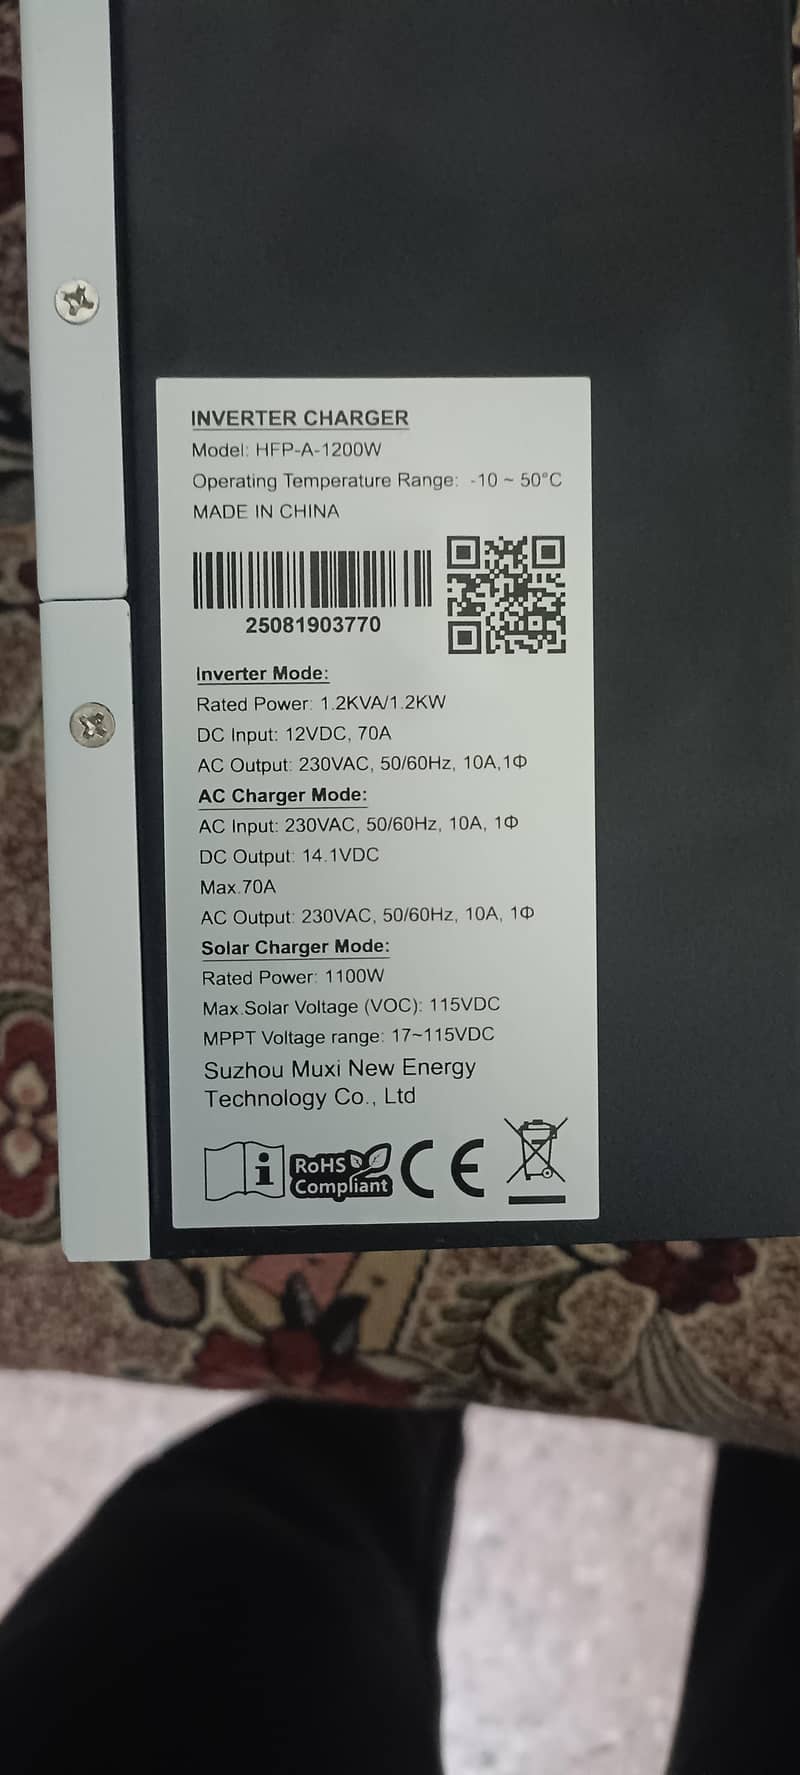 INVERTER CHARGER
Model: HFP-A-1200W
Operating Temperature Range: -10 ~ 50°C
MADE IN CHINA
25081903770
Inverter Mode:
Rated Power: 1.2KVA/1.2KW
DC Input: 12VDC, 70A
AC Output: 230VAC, 50/60Hz, 10A,1Φ
AC Charger Mode:
AC Input: 230VAC, 50/60Hz, 10A, 1Φ
DC Output: 14.1VDC
Max.70A
AC Output: 230VAC, 50/60Hz, 10A, 1Φ
Solar Charger Mode:
Rated Power: 1100W
Max.Solar Voltage (VOC): 115VDC
MPPT Voltage range: 17~115VDC
Suzhou Muxi New Energy
Technology Co., Ltd
i
RoHS
Compliant
CE